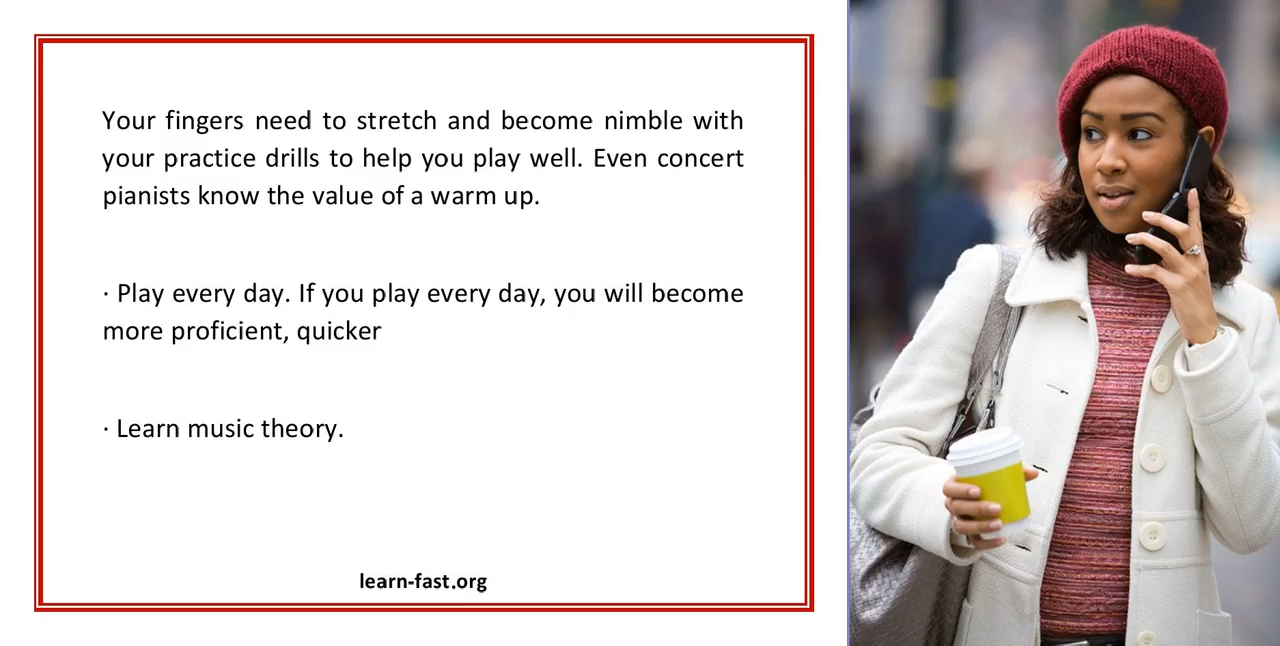 Your fingers need to stretch and become nimble with
your practice drills to help you play well. Even concert
pianists know the value of a warm up.
· Play every day. If you play every day, you will become
more proficient, quicker
· Learn music theory.
learn-fast.org